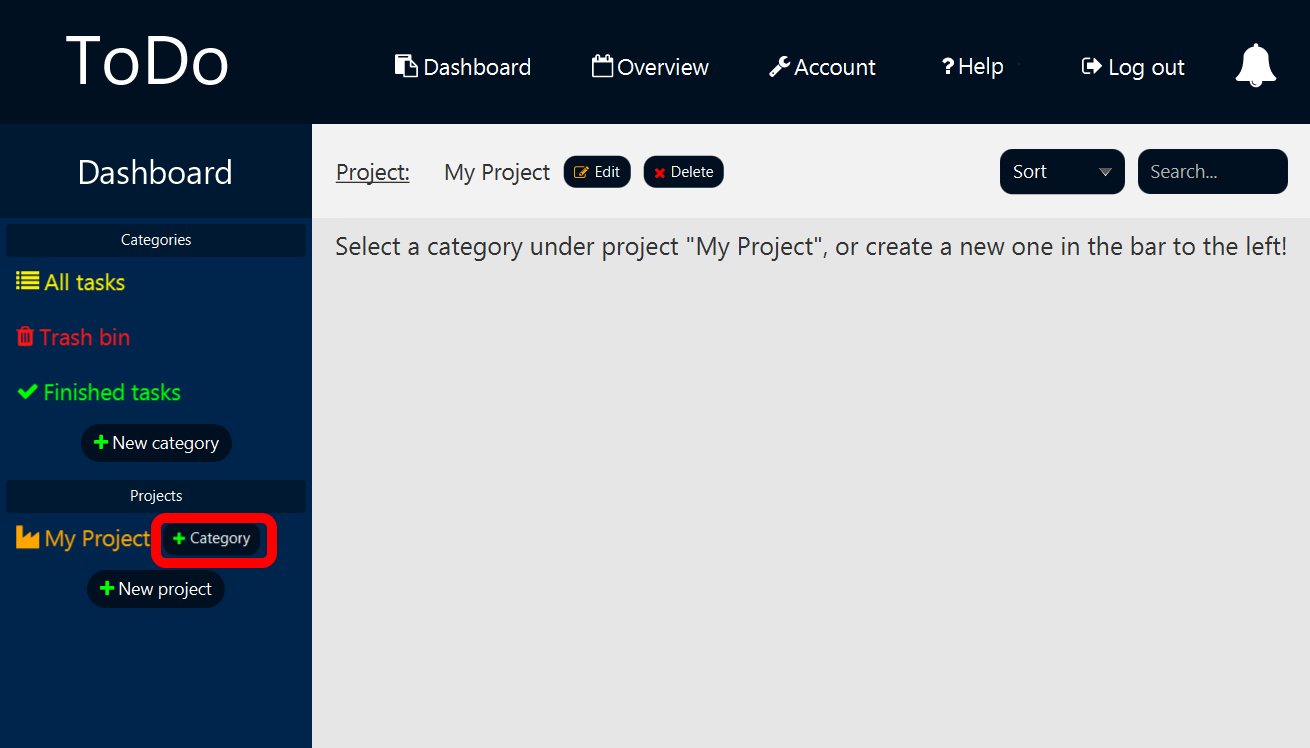 ToDo
Dashboard
Overview
Account
Help
Log out
Dashboard
Categories
All tasks
Trash bin
Finished tasks
New category
Projects
My Project
Category
New project
Project: My Project Edit Delete
Sort
Search...
Select a category under project "My Project", or create a new one in the bar to the left!